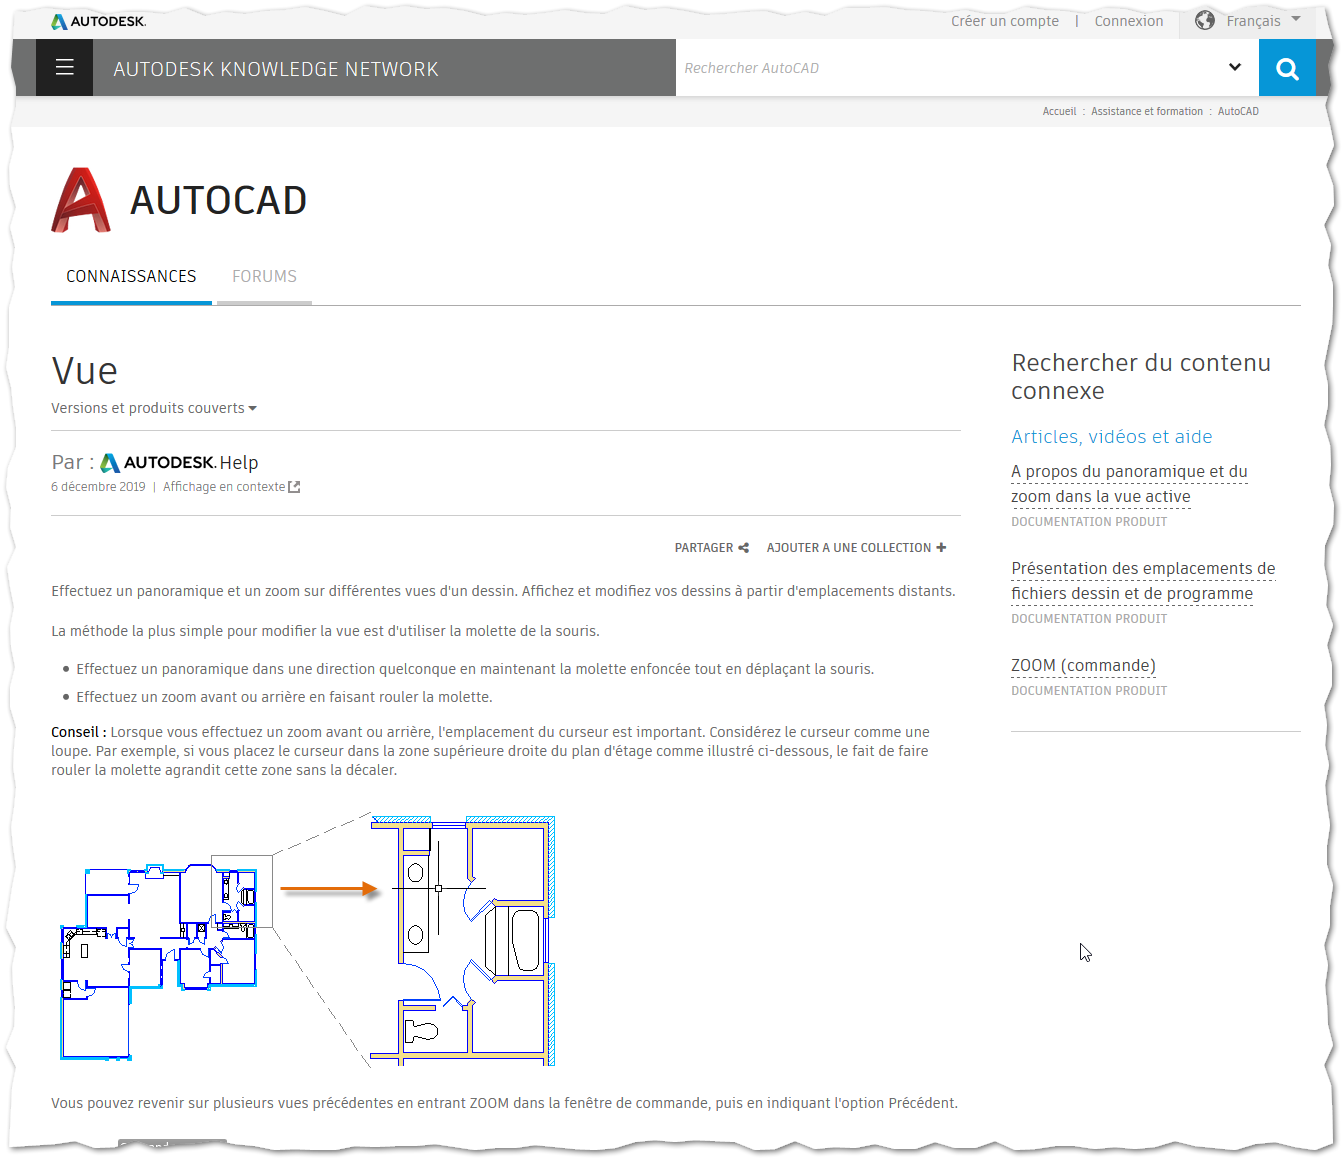 AUTODESK.
Créer un compte | Connexion
Français
AUTODESK KNOWLEDGE NETWORK
Rechercher AutoCAD
Accueil : Assistance et formation : AutoCAD
AUTOCAD
CONNAISSANCES
FORUMS
Vue
Versions et produits couverts
Par : AUTODESK. Help
6 décembre 2019 | Affichage en contexte
PARTAGER
AJOUTER A UNE COLLECTION
Effectuez un panoramique et un zoom sur différentes vues d'un dessin. Affichez et modifiez vos dessins à partir d'emplacements distants.
La méthode la plus simple pour modifier la vue est d'utiliser la molette de la souris.
• Effectuez un panoramique dans une direction quelconque en maintenant la molette enfoncée tout en déplaçant la souris.
• Effectuez un zoom avant ou arrière en faisant rouler la molette.
Conseil : Lorsque vous effectuez un zoom avant ou arrière, l'emplacement du curseur est important. Considérez le curseur comme une
loupe. Par exemple, si vous placez le curseur dans la zone supérieure droite du plan d'étage comme illustré ci-dessous, le fait de faire
rouler la molette agrandit cette zone sans la décaler.
Vous pouvez revenir sur plusieurs vues précédentes en entrant ZOOM dans la fenêtre de commande, puis en indiquant l'option Précédent.
Rechercher du contenu
connexe
Articles, vidéos et aide
A propos du panoramique et du
zoom dans la vue active
DOCUMENTATION PRODUIT
Présentation des emplacements de
fichiers dessin et de programme
DOCUMENTATION PRODUIT
ZOOM (commande)
DOCUMENTATION PRODUIT